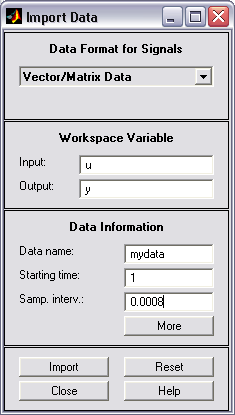 Import Data
Data Format for Signals
Vector/Matrix Data
Workspace Variable
Input: u
Output: y
Data Information
Data name: mydata
Starting time: 1
Samp. interv.: 0.0008
More
Import Reset
Close Help